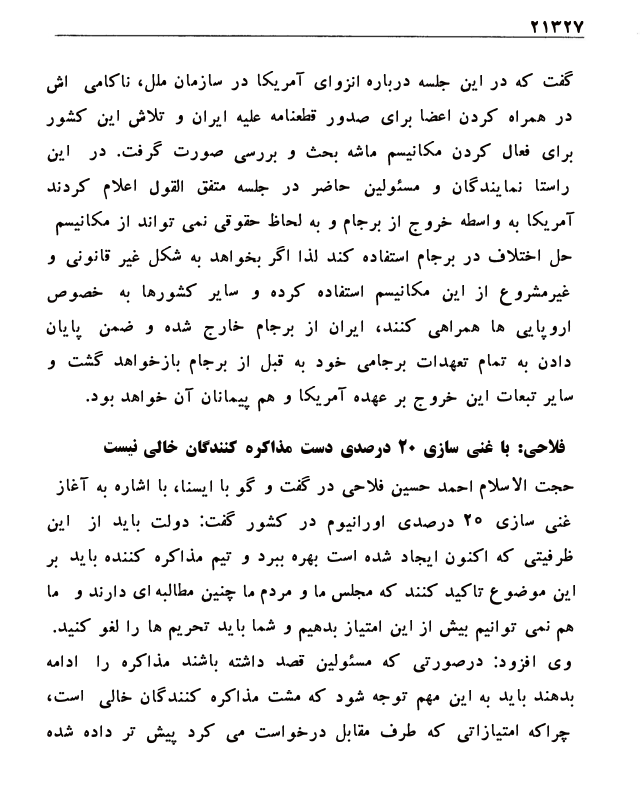 ۲۱۳۲۷
گفت که در این جلسه درباره انزوای آمریکا در سازمان ملل، ناکامی اش
در همراه کردن اعضا برای صدور قطعنامه علیه ایران و تلاش این کشور
برای فعال کردن مکانیسم ماشه بحث و بررسی صورت گرفت. در این
راستا نمایندگان و مسئولین حاضر در جلسه متفق القول اعلام کردند
آمریکا به واسطه خروج از برجام و به لحاظ حقوقی نمی تواند از مکانیسم
حل اختلاف در برجام استفاده کند لذا اگر بخواهد به شکل غیر قانونی و
غیرمشروع از این مکانیسم استفاده کرده و سایر کشورها به خصوص
اروپایی ها همراهی کنند، ایران از برجام خارج شده و ضمن پایان
دادن به تمام تعهدات برجامی خود به قبل از برجام بازخواهد گشت و
سایر تبعات این خروج بر عهده آمریکا و هم پیمانان آن خواهد بود.
فلاحی: با غنی سازی ۲۰ درصدی دست مذاکره کنندگان خالی نیست
حجت الاسلام احمد حسین فلاحی در گفت و گو با ایسنا، با اشاره به آغاز
غنی سازی ۲۰ درصدی اورانیوم در کشور گفت: دولت باید از این
ظرفیتی که اکنون ایجاد شده است بهره ببرد و تیم مذاکره کننده باید بر
این موضوع تاکید کنند که مجلس ما و مردم ما چنین مطالبه ای دارند و ما
هم نمی توانیم بیش از این امتیاز بدهیم و شما باید تحریم ها را لغو کنید.
وی افزود: درصورتی که مسئولین قصد داشته باشند مذاکره را ادامه
بدهند باید به این مهم توجه شود که مشت مذاکره کنندگان خالی است،
چراکه امتیازاتی که طرف مقابل درخواست می کرد پیش تر داده شده